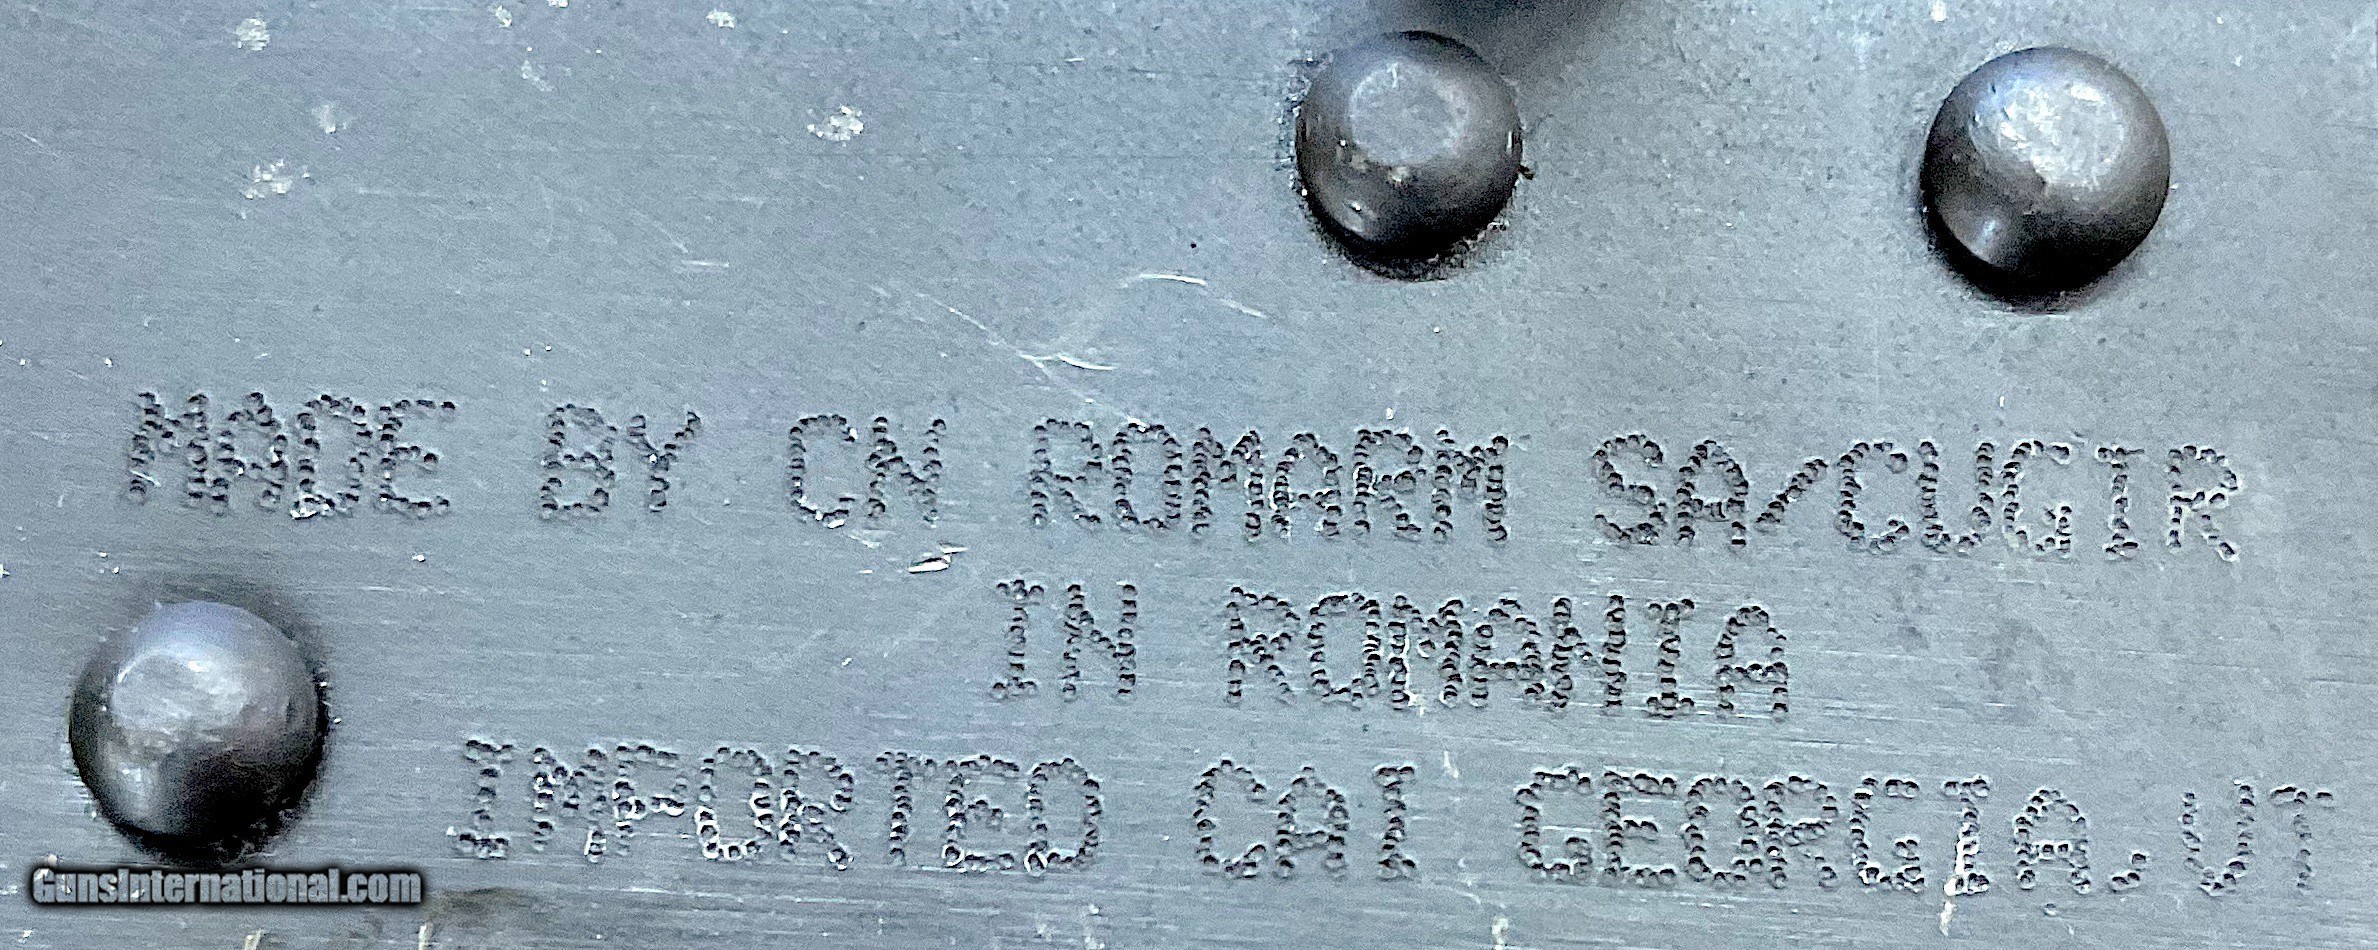 MADE BY CN ROMARM SA/CUGIR
IN ROMANIA
IMPORTED CAI GEORGIA.VT
GunsInternational.com